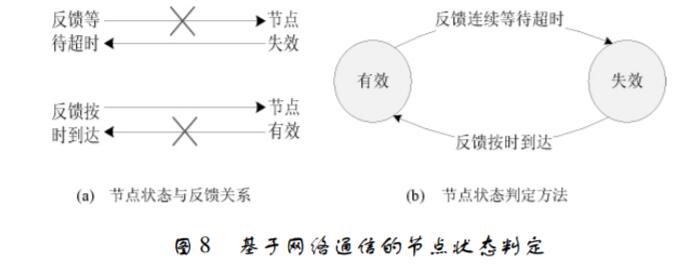 反馈等 节点
待超时 失效
反馈按 节点
时到达 有效
(a) 节点状态与反馈关系
反馈连续等待超时
有效 失效
反馈按时到达
(b) 节点状态判定方法
图8 基于网络通信的节点状态判定